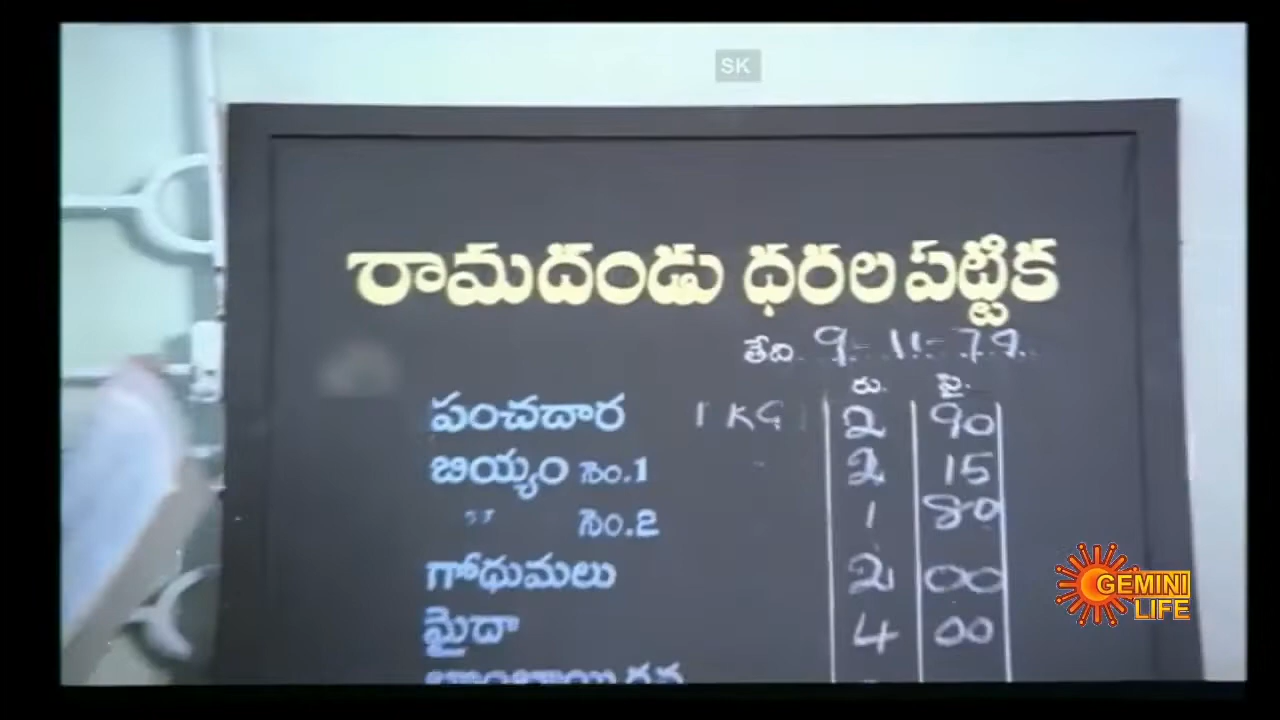 SK
రామదండు ధరల పట్టిక
తేది. 9-11-79.
రు. పై.
పంచదార 1 KG 2 90
బియ్యం నెం.1 2 15
" నెం.2 1 80
గోధుమలు 2 00
మైదా 4 00
GEMINI
LIFE